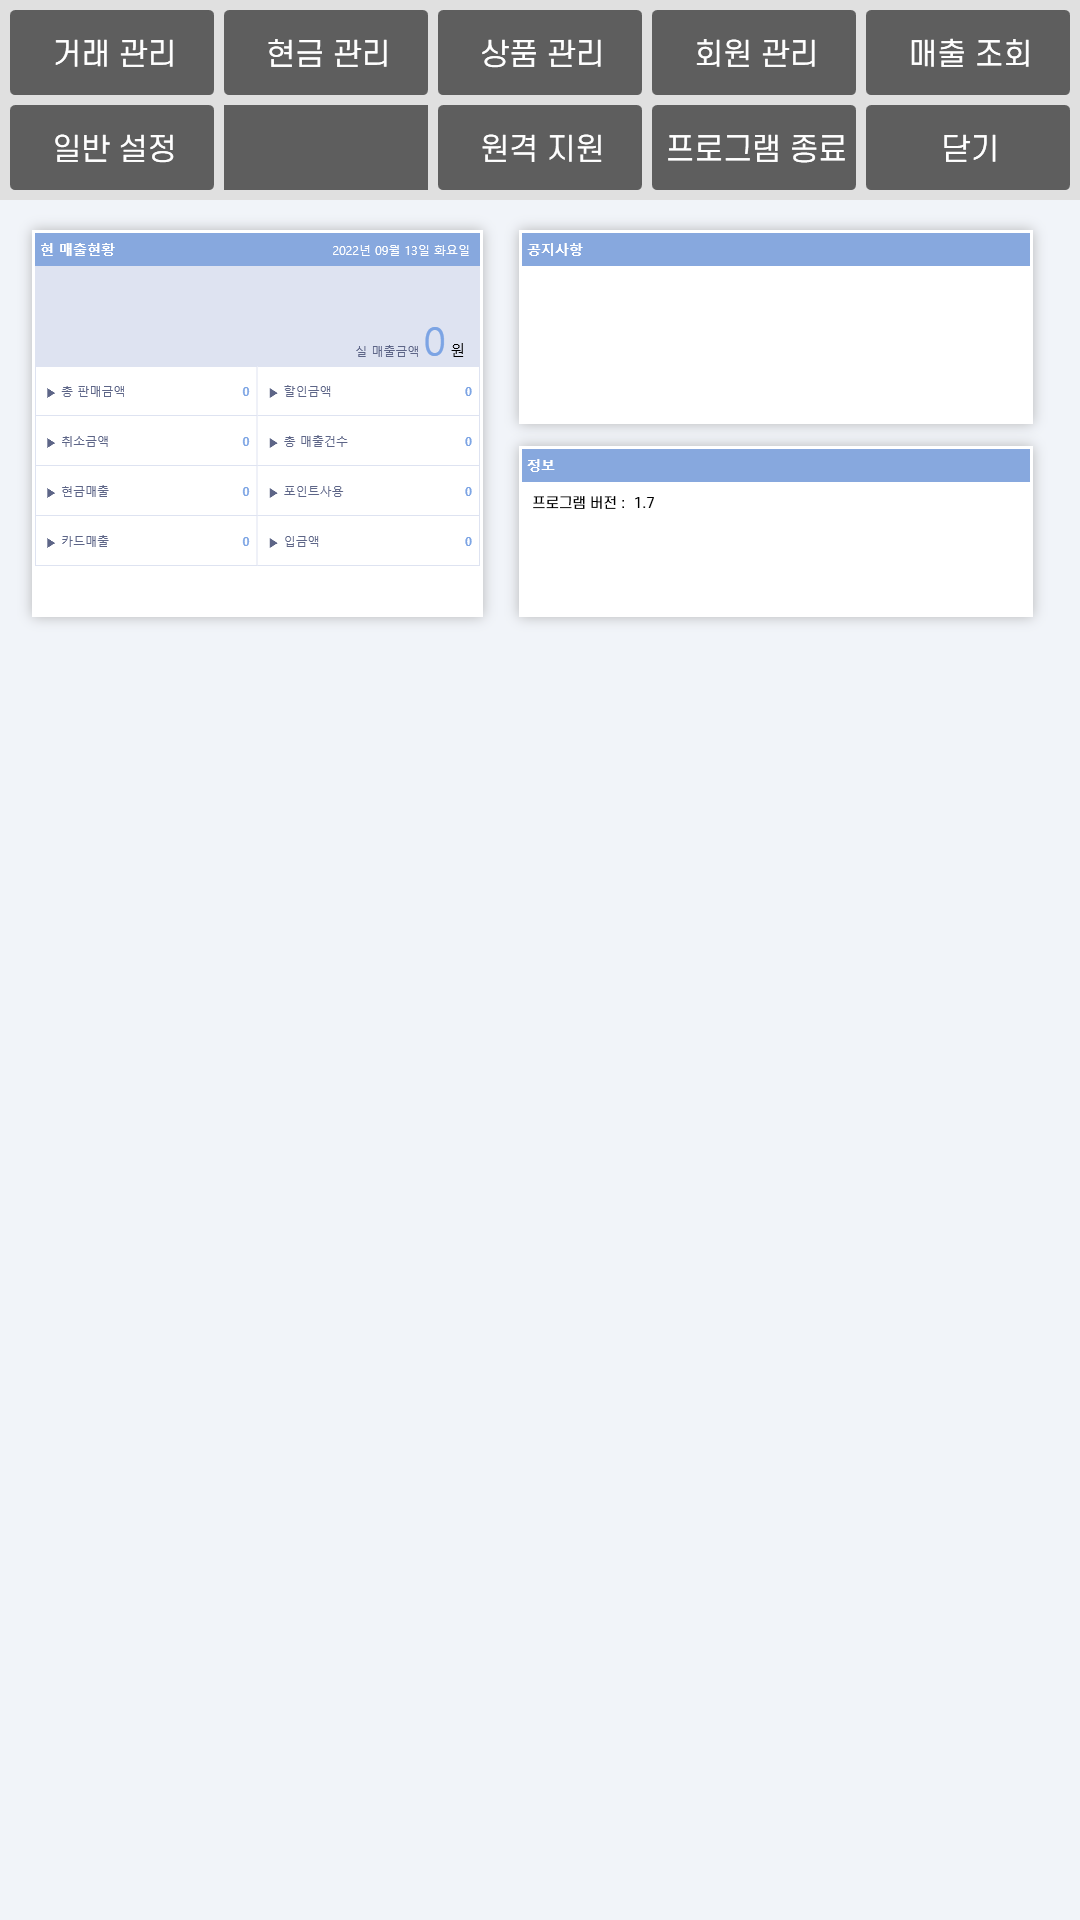 거래 관리 현금 관리 상품 관리 회원 관리 매출 조회
일반 설정 원격 지원 프로그램 종료 닫기
현 매출현황 2022년 09월 13일 화요일
실 매출금액 0 원
▶ 총 판매금액 0 ▶ 할인금액 0
▶ 취소금액 0 ▶ 총 매출건수 0
▶ 현금매출 0 ▶ 포인트사용 0
▶ 카드매출 0 ▶ 입금액 0
공지사항
정보
프로그램 버전 : 1.7